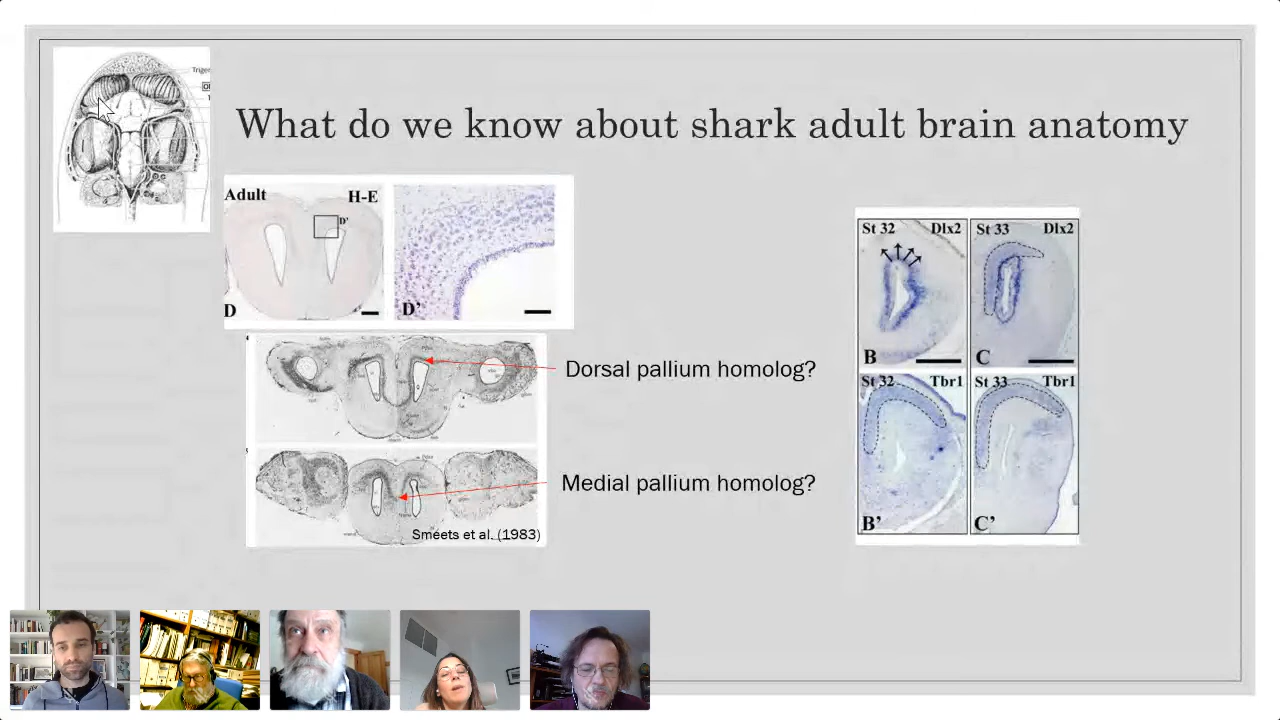 What do we know about shark adult brain anatomy
Adult
H-E
D'
D
D'
Dorsal pallium homolog?
Medial pallium homolog?
Smeets et al. (1983)
St 32
Dlx2
B
St 33
Dlx2
C
St 32
Tbr1
B'
St 33
Tbr1
C'